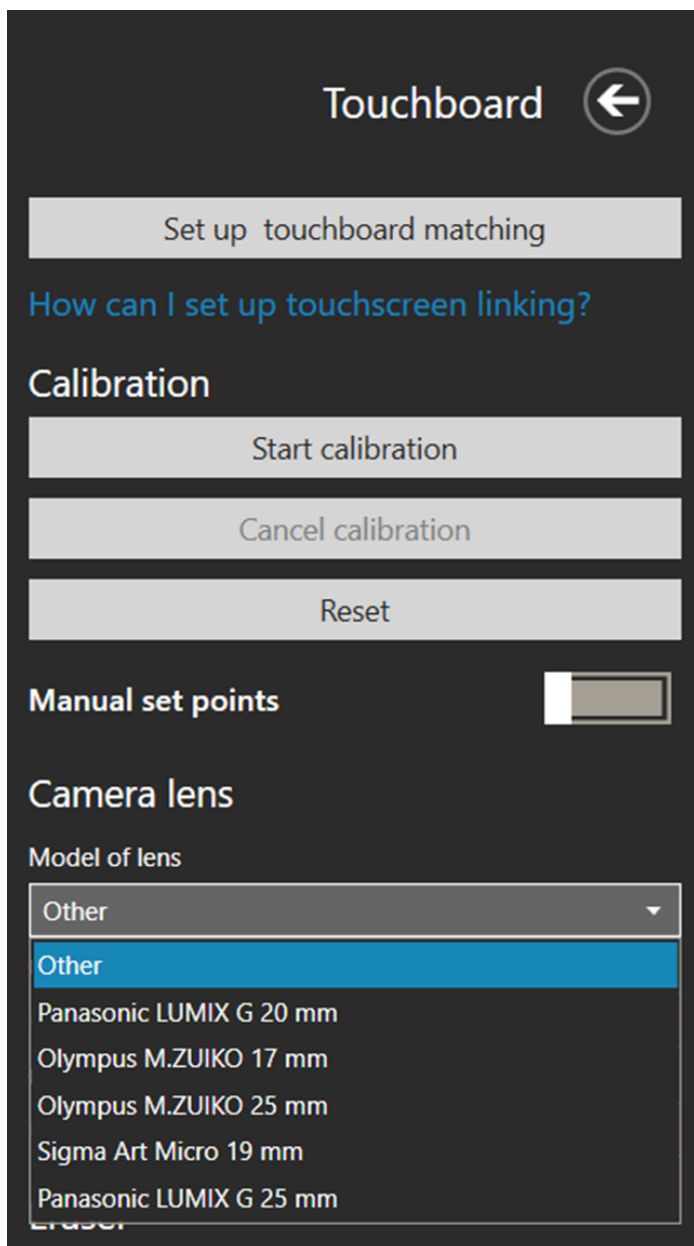 Touchboard
Set up touchboard matching
How can I set up touchscreen linking?
Calibration
Start calibration
Cancel calibration
Reset
Manual set points
Camera lens
Model of lens
Other
Other
Panasonic LUMIX G 20 mm
Olympus M.ZUIKO 17 mm
Olympus M.ZUIKO 25 mm
Sigma Art Micro 19 mm
Panasonic LUMIX G 25 mm